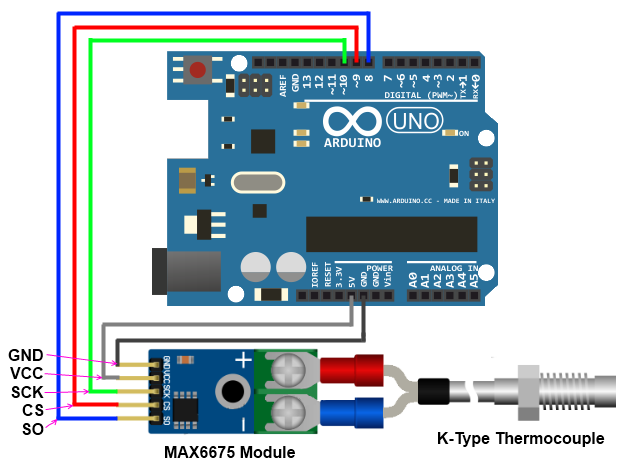 AREF
GND
13
12
~11
~10
~9
8
7
~6
~5
4
~3
2
TX→1
RX←0
DIGITAL (PWM~)
UNO
ARDUINO
ON
WWW.ARDUINO.CC - MADE IN ITALY
IOREF
RESET
3.3V
5V
GND
GND
Vin
POWER
ANALOG IN
A0
A1
A2
A3
A4
A5
GND
VCC
SCK
CS
SO
GND
VCC
SCK
CS
SO
+
−
MAX6675 Module
K-Type Thermocouple